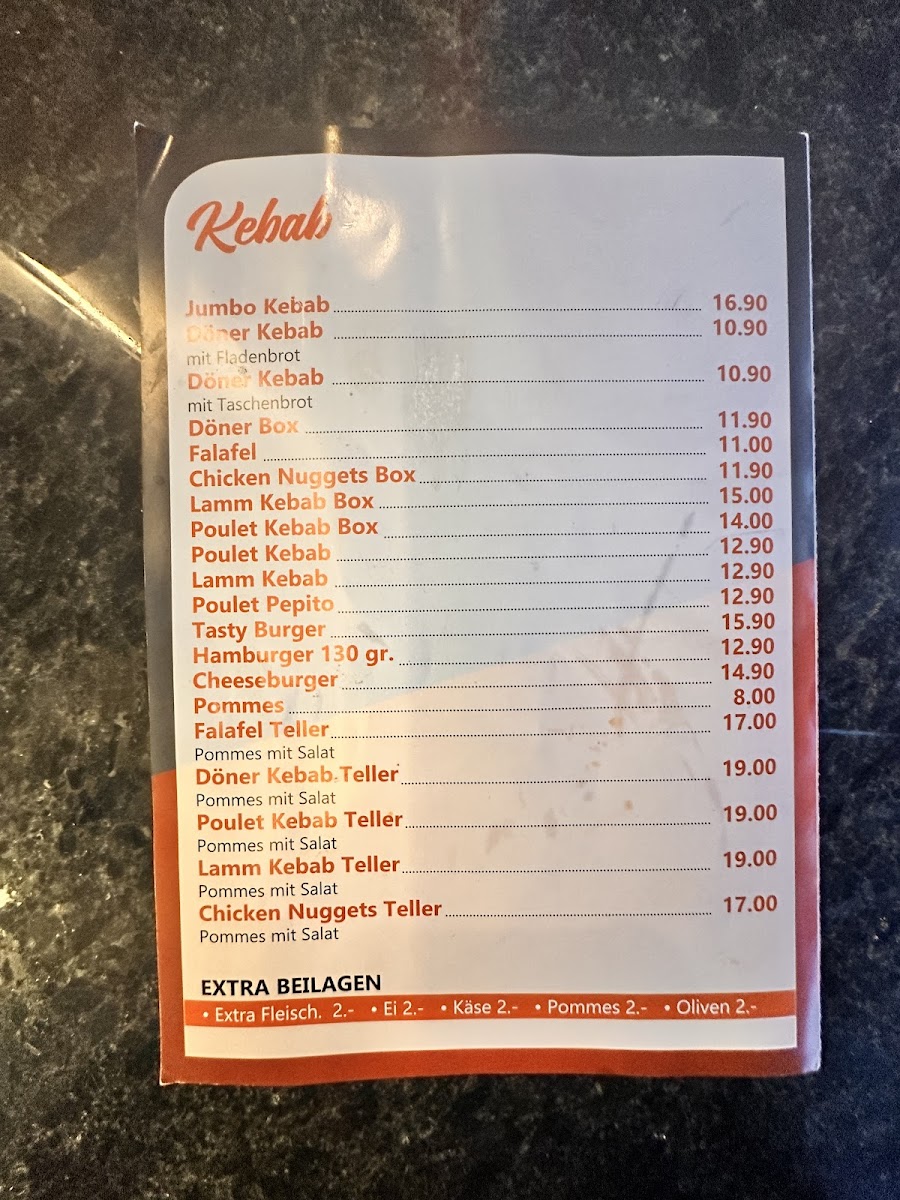 Kebab
Jumbo Kebab 16.90
Döner Kebab 10.90
mit Fladenbrot
Döner Kebab 10.90
mit Taschenbrot
Döner Box 11.90
Falafel 11.00
Chicken Nuggets Box 11.90
Lamm Kebab Box 15.00
Poulet Kebab Box 14.00
Poulet Kebab 12.90
Lamm Kebab 12.90
Poulet Pepito 12.90
Tasty Burger 15.90
Hamburger 130 gr. 12.90
Cheeseburger 14.90
Pommes 8.00
Falafel Teller 17.00
Pommes mit Salat
Döner Kebab Teller 19.00
Pommes mit Salat
Poulet Kebab Teller 19.00
Pommes mit Salat
Lamm Kebab Teller 19.00
Pommes mit Salat
Chicken Nuggets Teller 17.00
Pommes mit Salat
EXTRA BEILAGEN
• Extra Fleisch. 2.- • Ei 2.- • Käse 2.- • Pommes 2.- • Oliven 2.-